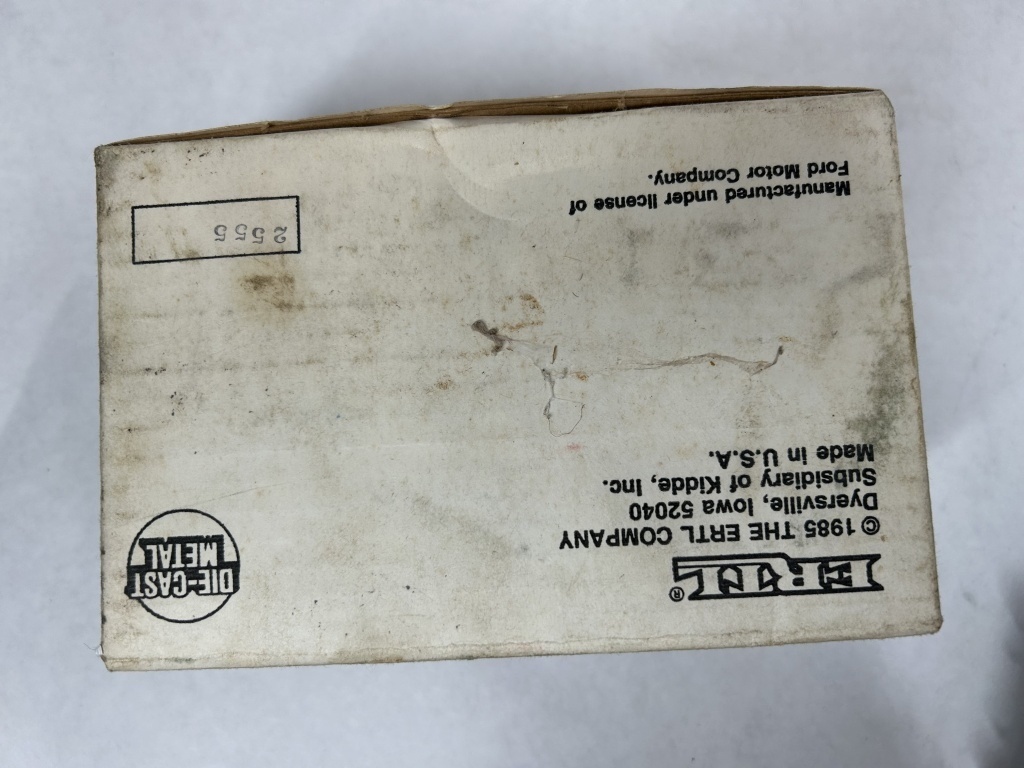 ERTL®
© 1985 THE ERTL COMPANY
Dyersville, Iowa 52040
Subsidiary of Kidde, Inc.
Made in U.S.A.
DIE-CAST
METAL
Manufactured under license of
Ford Motor Company.
2555